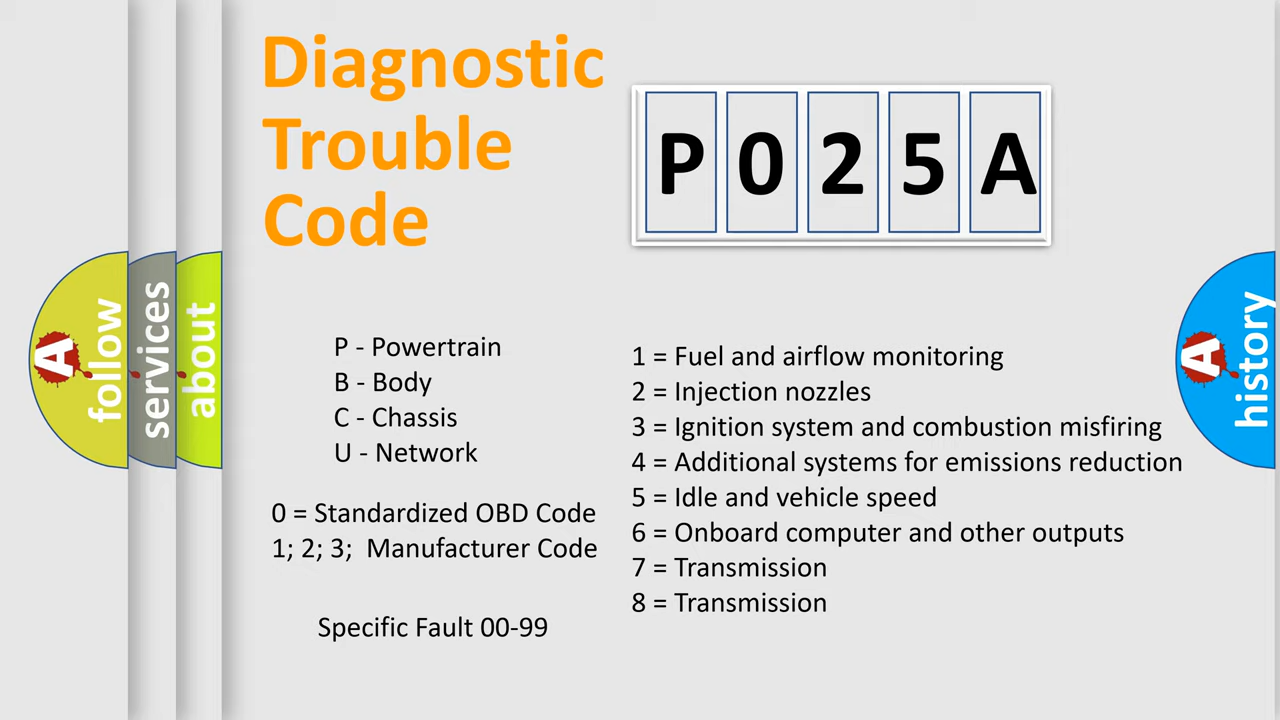 Diagnostic
Trouble
Code
P025A
P - Powertrain
B - Body
C - Chassis
U - Network
0 = Standardized OBD Code
1; 2; 3;  Manufacturer Code
Specific Fault 00-99
1 = Fuel and airflow monitoring
2 = Injection nozzles
3 = Ignition system and combustion misfiring
4 = Additional systems for emissions reduction
5 = Idle and vehicle speed
6 = Onboard computer and other outputs
7 = Transmission
8 = Transmission
A
follow
services
about
A
history